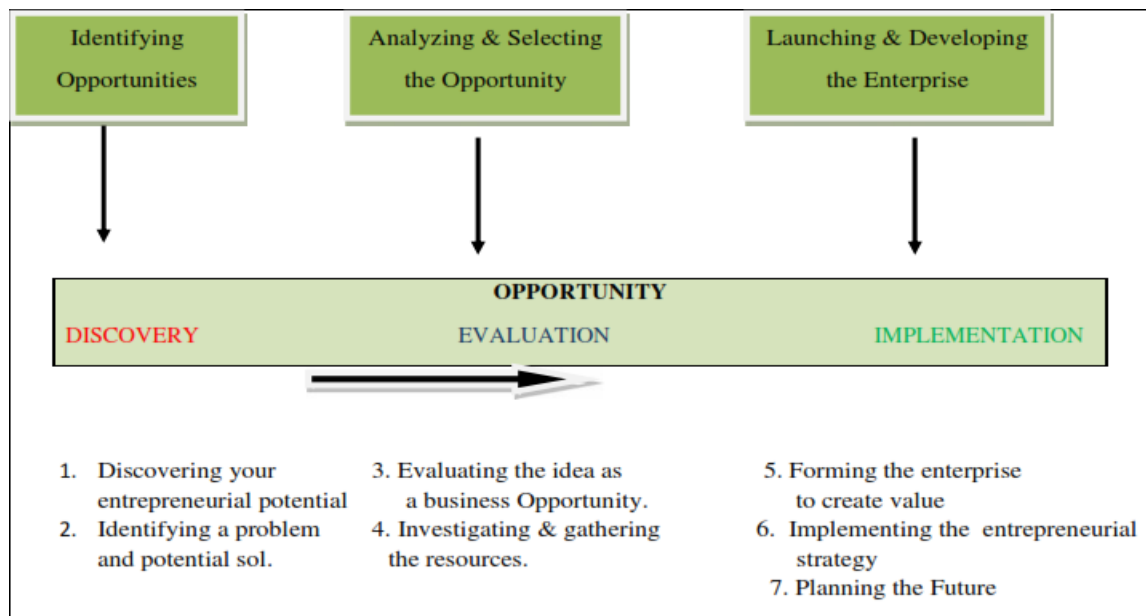 Identifying
Opportunities
Analyzing & Selecting
the Opportunity
Launching & Developing
the Enterprise
OPPORTUNITY
DISCOVERY
EVALUATION
IMPLEMENTATION
1. Discovering your
entrepreneurial potential
2. Identifying a problem
and potential sol.
3. Evaluating the idea as
a business Opportunity.
4. Investigating & gathering
the resources.
5. Forming the enterprise
to create value
6. Implementing the entrepreneurial
strategy
7. Planning the Future